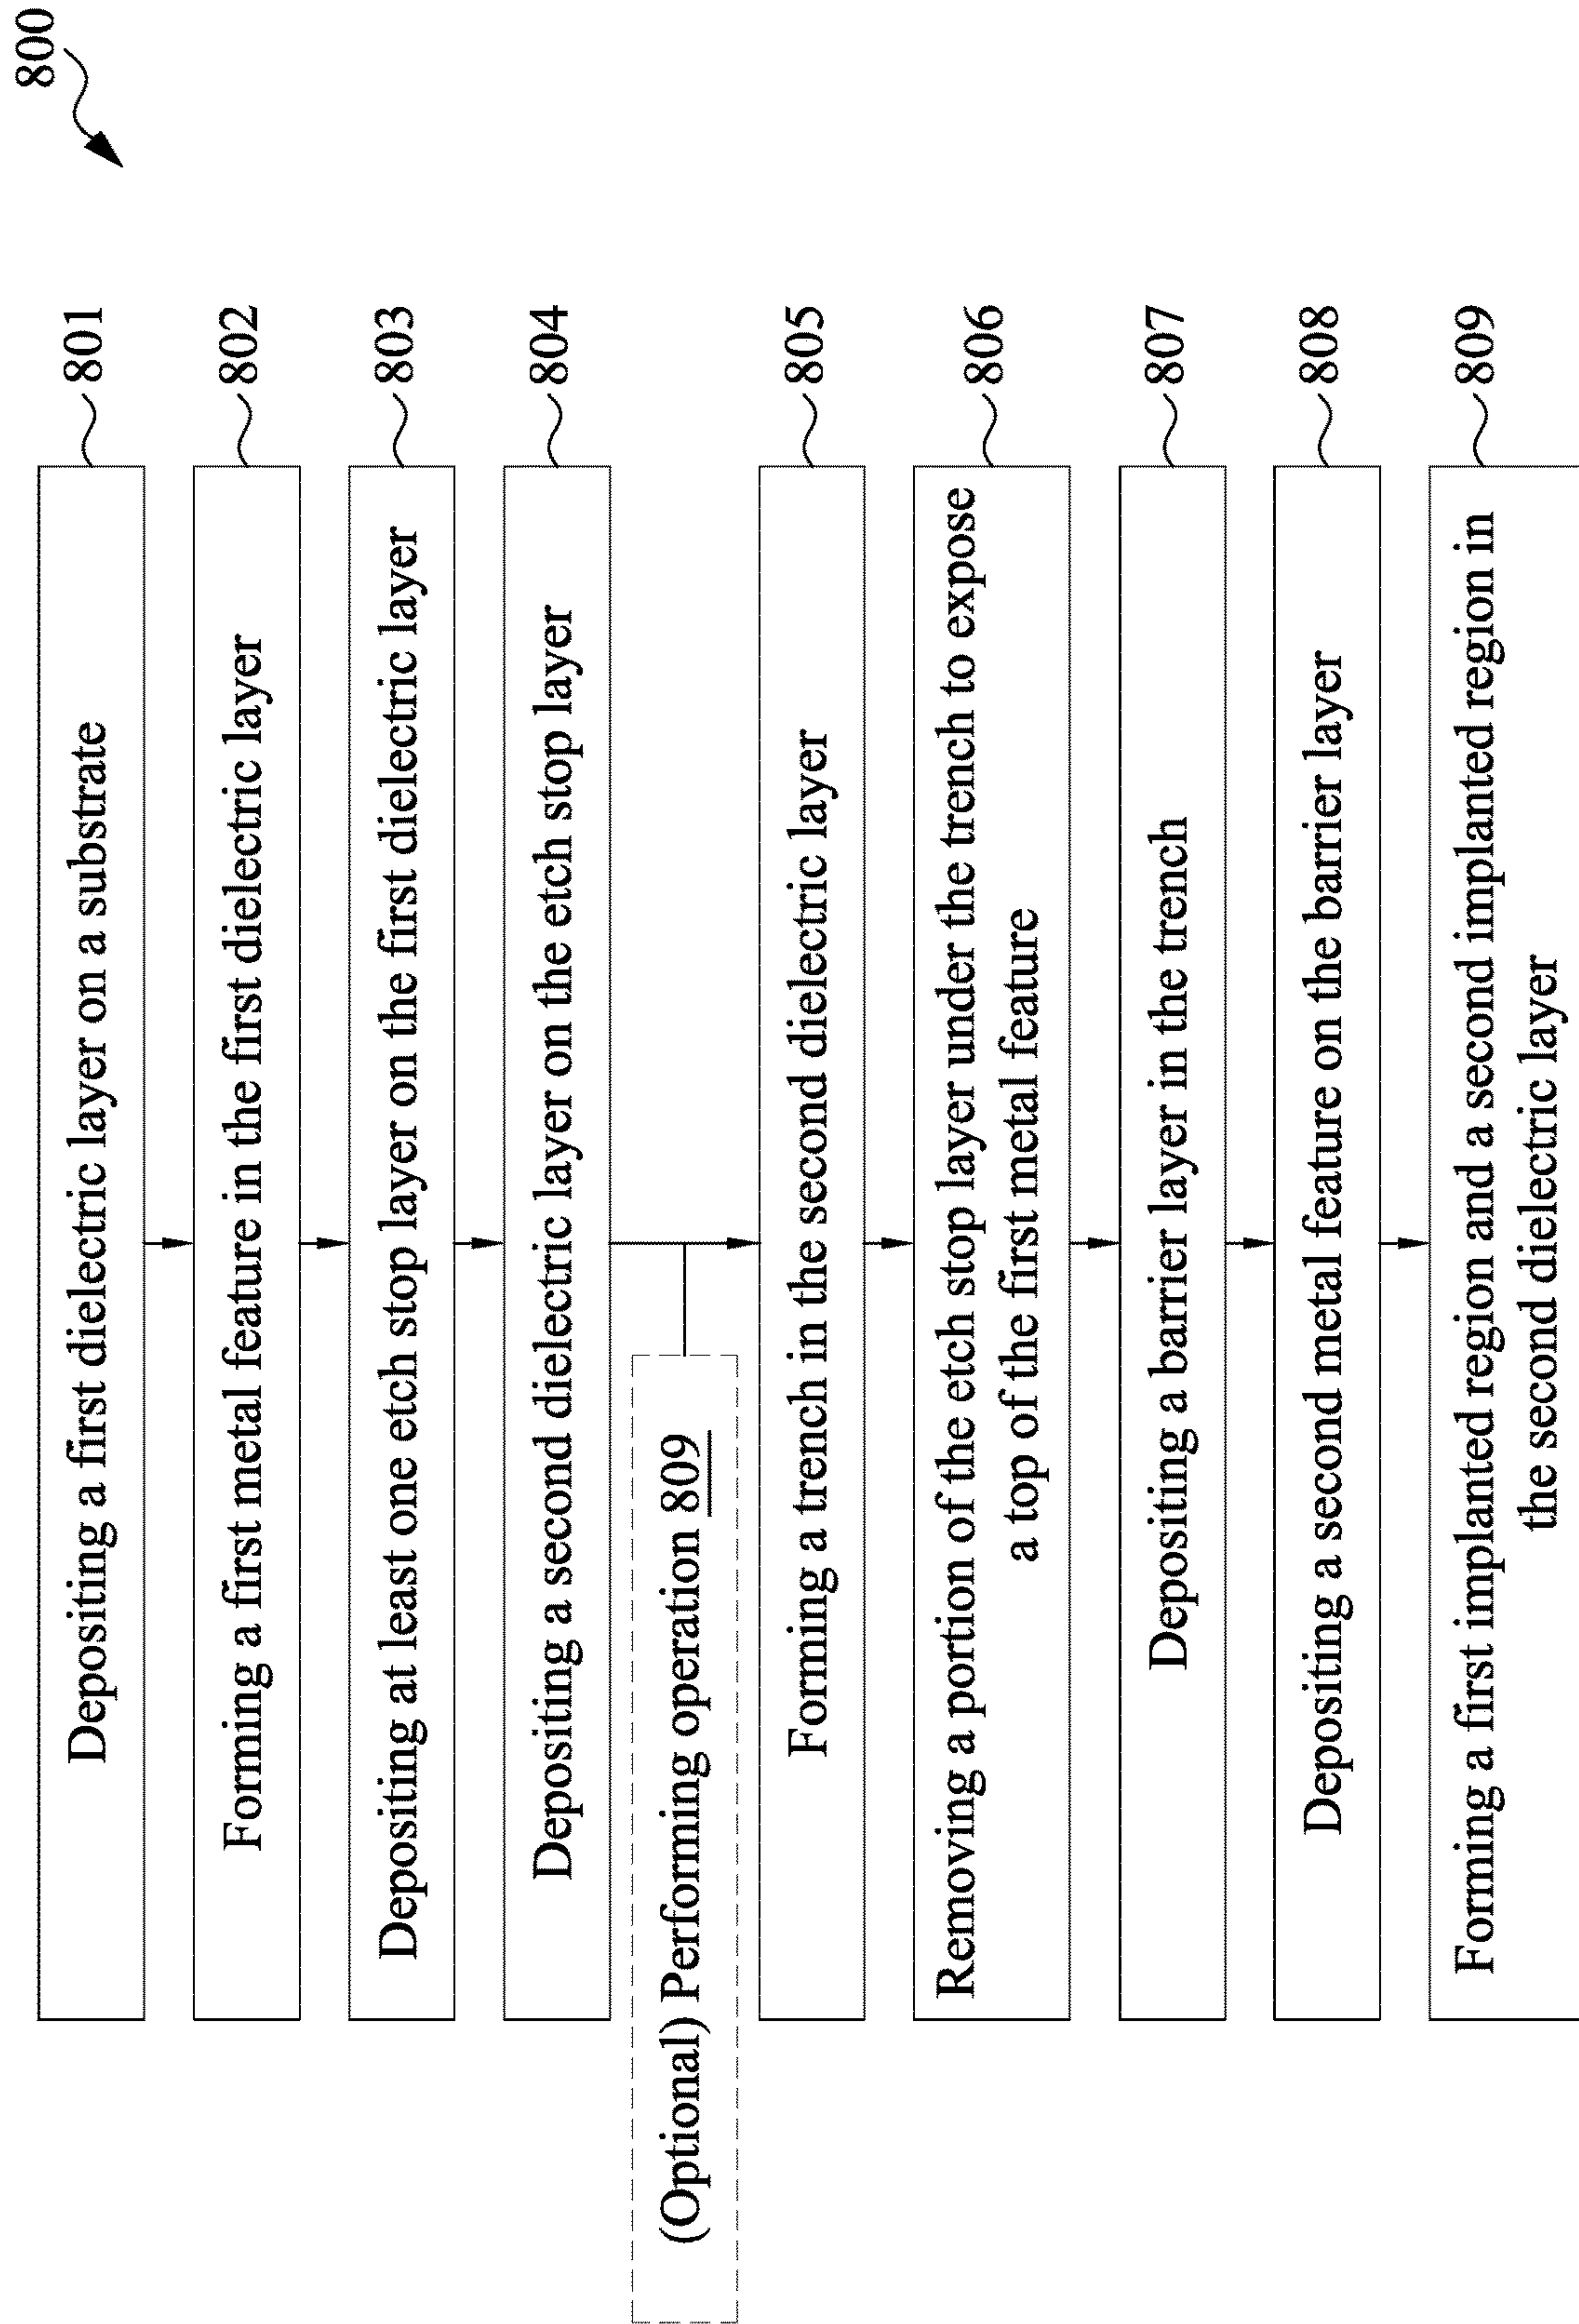 800
Depositing a first dielectric layer on a substrate
801
Forming a first metal feature in the first dielectric layer
802
Depositing at least one etch stop layer on the first dielectric layer
803
Depositing a second dielectric layer on the etch stop layer
804
(Optional) Performing operation 809
Forming a trench in the second dielectric layer
805
Removing a portion of the etch stop layer under the trench to expose
a top of the first metal feature
806
Depositing a barrier layer in the trench
807
Depositing a second metal feature on the barrier layer
808
Forming a first implanted region and a second implanted region in
the second dielectric layer
809